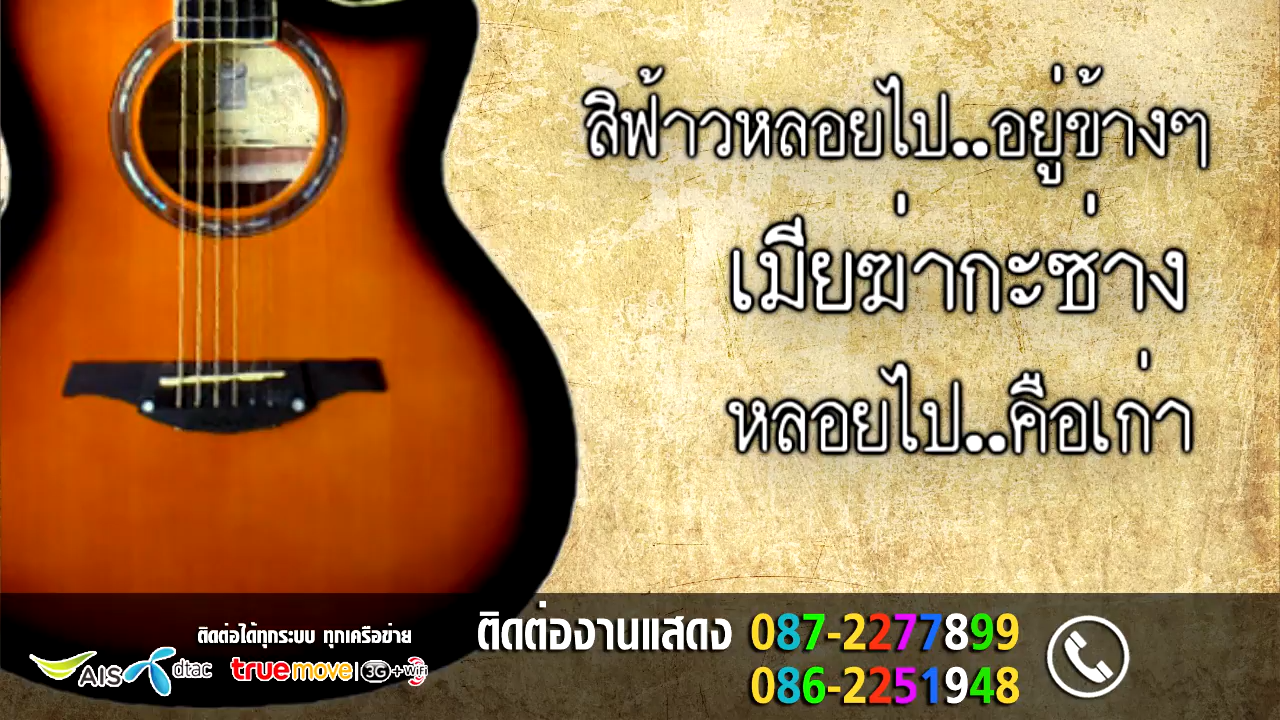 สิฟ้าวหลอยไป..อยู่ข้างๆ
เมียฆ่ากะซ่าง
หลอยไป..คือเก่า
ติดต่อได้ทุกระบบ ทุกเครือข่าย
AIS dtac truemove 3G+WiFi
ติดต่องานแสดง 087-2277899
086-2251948